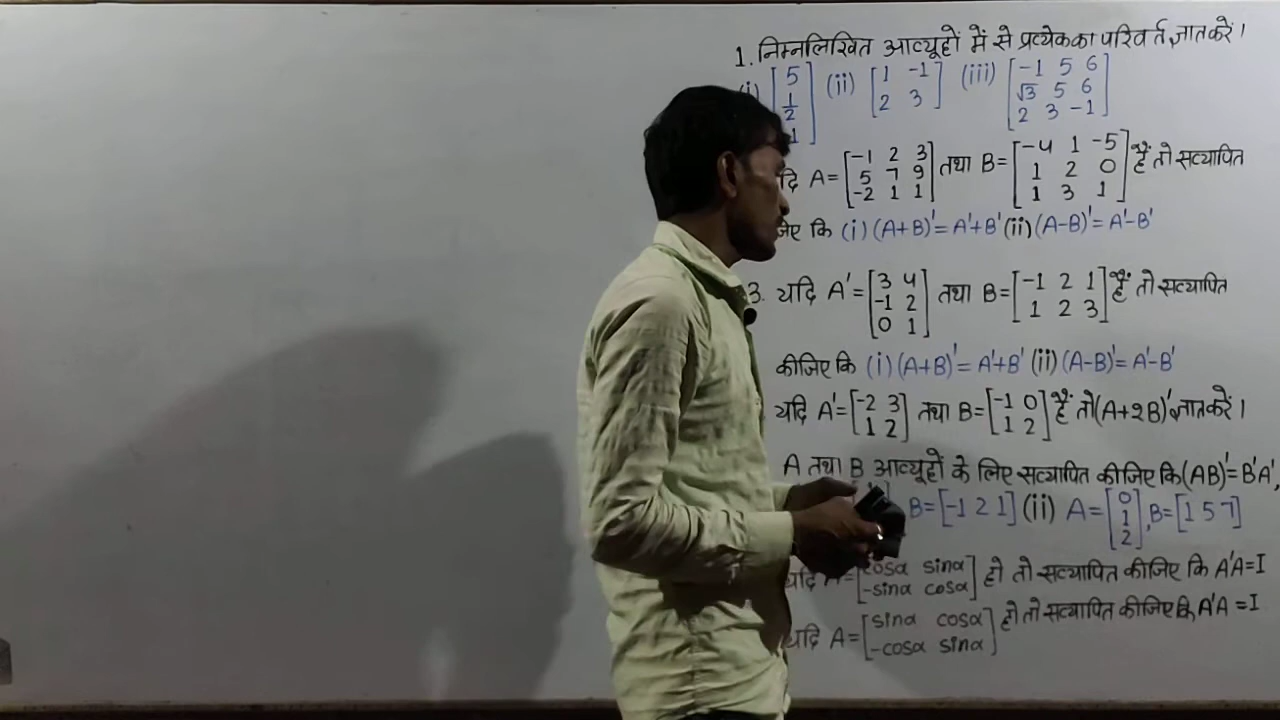 1. निम्नलिखित आव्यूहों में से प्रत्येक का परिवर्त ज्ञात करें।
(i) [5 1/2 -1] (ii) [1 -1 2 3] (iii) [-1 5 6 √3 5 6 2 3 -1]
A = [-1 2 3 5 7 9 -2 1 1] तथा B = [-4 1 -5 1 2 0 1 3 1] हैं तो सत्यापित
कि (i) (A+B)' = A'+B' (ii) (A-B)' = A'-B'
3. यदि A' = [3 4 -1 2 0 1] तथा B = [-1 2 1 1 2 3] हैं तो सत्यापित
कीजिए कि (i) (A+B)' = A'+B' (ii) (A-B)' = A'-B'
यदि A' = [-2 3 1 2] तथा B = [-1 0 1 2] हैं तो (A+2B)' ज्ञात करें।
A तथा B आव्यूहों के लिए सत्यापित कीजिए कि (AB)' = B'A',
B = [-1 2 1] (ii) A = [0 1 2], B = [1 5 7]
यदि A = [cosα sinα -sinα cosα] हो तो सत्यापित कीजिए कि A'A = I
यदि A = [sinα cosα -cosα sinα] हो तो सत्यापित कीजिए कि A'A = I